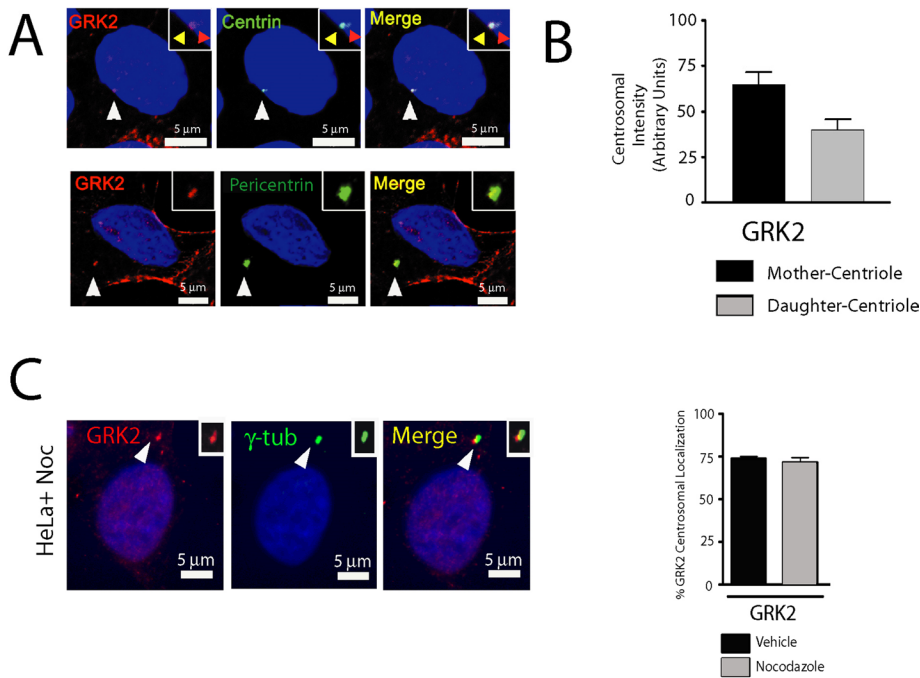 A
GRK2
Centrin
Merge
5 μm
5 μm
5 μm
GRK2
Pericentrin
Merge
5 μm
5 μm
5 μm
B
Centrosomal
Intensity
(Arbitrary Units)
100
75
50
25
0
GRK2
Mother-Centriole
Daughter-Centriole
C
HeLa+ Noc
GRK2
γ-tub
Merge
5 μm
5 μm
5 μm
% GRK2 Centrosomal Localization
100
75
50
25
0
GRK2
Vehicle
Nocodazole